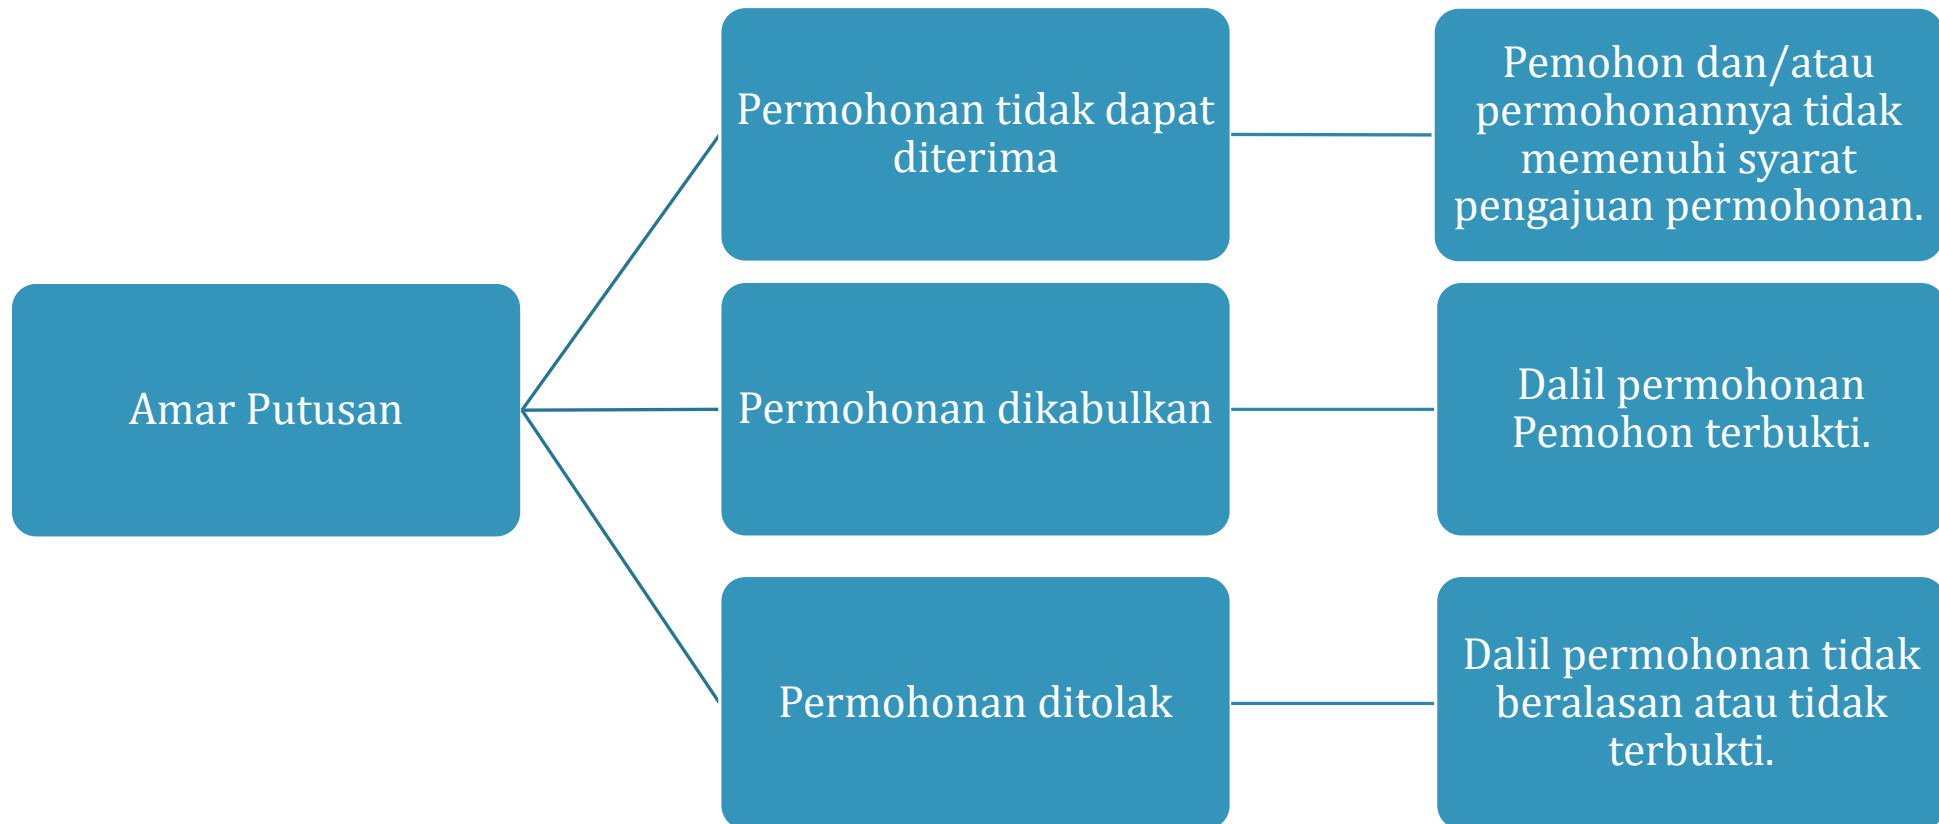 Amar Putusan
Permohonan tidak dapat
diterima
Pemohon dan/atau
permohonannya tidak
memenuhi syarat
pengajuan permohonan.
Permohonan dikabulkan
Dalil permohonan
Pemohon terbukti.
Permohonan ditolak
Dalil permohonan tidak
beralasan atau tidak
terbukti.